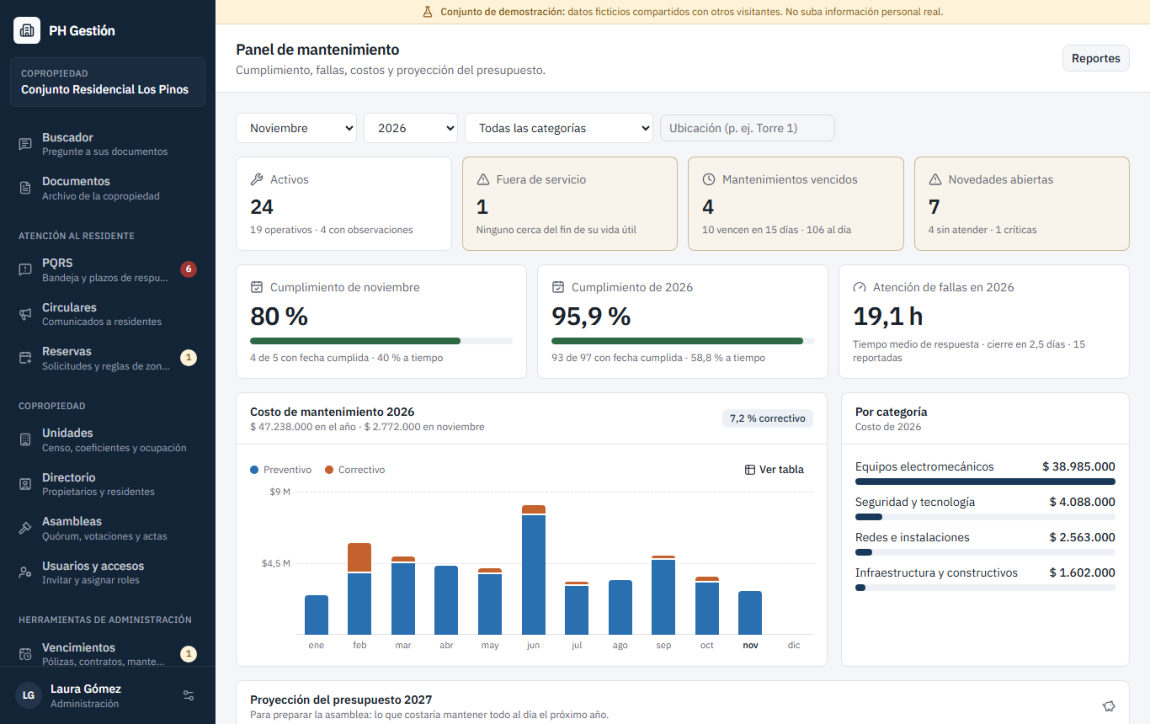 PH Gestión
COPROPIEDAD
Conjunto Residencial Los Pinos
Buscador
Pregunte a sus documentos
Documentos
Archivo de la copropiedad
ATENCIÓN AL RESIDENTE
PQRS
Bandeja y plazos de respu...
6
Circulares
Comunicados a residentes
Reservas
Solicitudes y reglas de zon...
1
COPROPIEDAD
Unidades
Censo, coeficientes y ocupación
Directorio
Propietarios y residentes
Asambleas
Quórum, votaciones y actas
Usuarios y accesos
Invitar y asignar roles
HERRAMIENTAS DE ADMINISTRACIÓN
Vencimientos
Pólizas, contratos, mante...
1
LG
Laura Gómez
Administración
Conjunto de demostración: datos ficticios compartidos con otros visitantes. No suba información personal real.
Panel de mantenimiento
Cumplimiento, fallas, costos y proyección del presupuesto.
Reportes
Noviembre
2026
Todas las categorías
Ubicación (p. ej. Torre 1)
Activos
24
19 operativos · 4 con observaciones
Fuera de servicio
1
Ninguno cerca del fin de su vida útil
Mantenimientos vencidos
4
10 vencen en 15 días · 106 al día
Novedades abiertas
7
4 sin atender · 1 críticas
Cumplimiento de noviembre
80 %
4 de 5 con fecha cumplida · 40 % a tiempo
Cumplimiento de 2026
95,9 %
93 de 97 con fecha cumplida · 58,8 % a tiempo
Atención de fallas en 2026
19,1 h
Tiempo medio de respuesta · cierre en 2,5 días · 15
reportadas
Costo de mantenimiento 2026
$ 47.238.000 en el año · $ 2.772.000 en noviembre
7,2 % correctivo
Preventivo
Correctivo
Ver tabla
$9 M
$4,5 M
ene feb mar abr may jun jul ago sep oct nov dic
Por categoría
Costo de 2026
Equipos electromecánicos $ 38.985.000
Seguridad y tecnología $ 4.088.000
Redes e instalaciones $ 2.563.000
Infraestructura y constructivos $ 1.602.000
Proyección del presupuesto 2027
Para preparar la asamblea: lo que costaría mantener todo al día el próximo año.